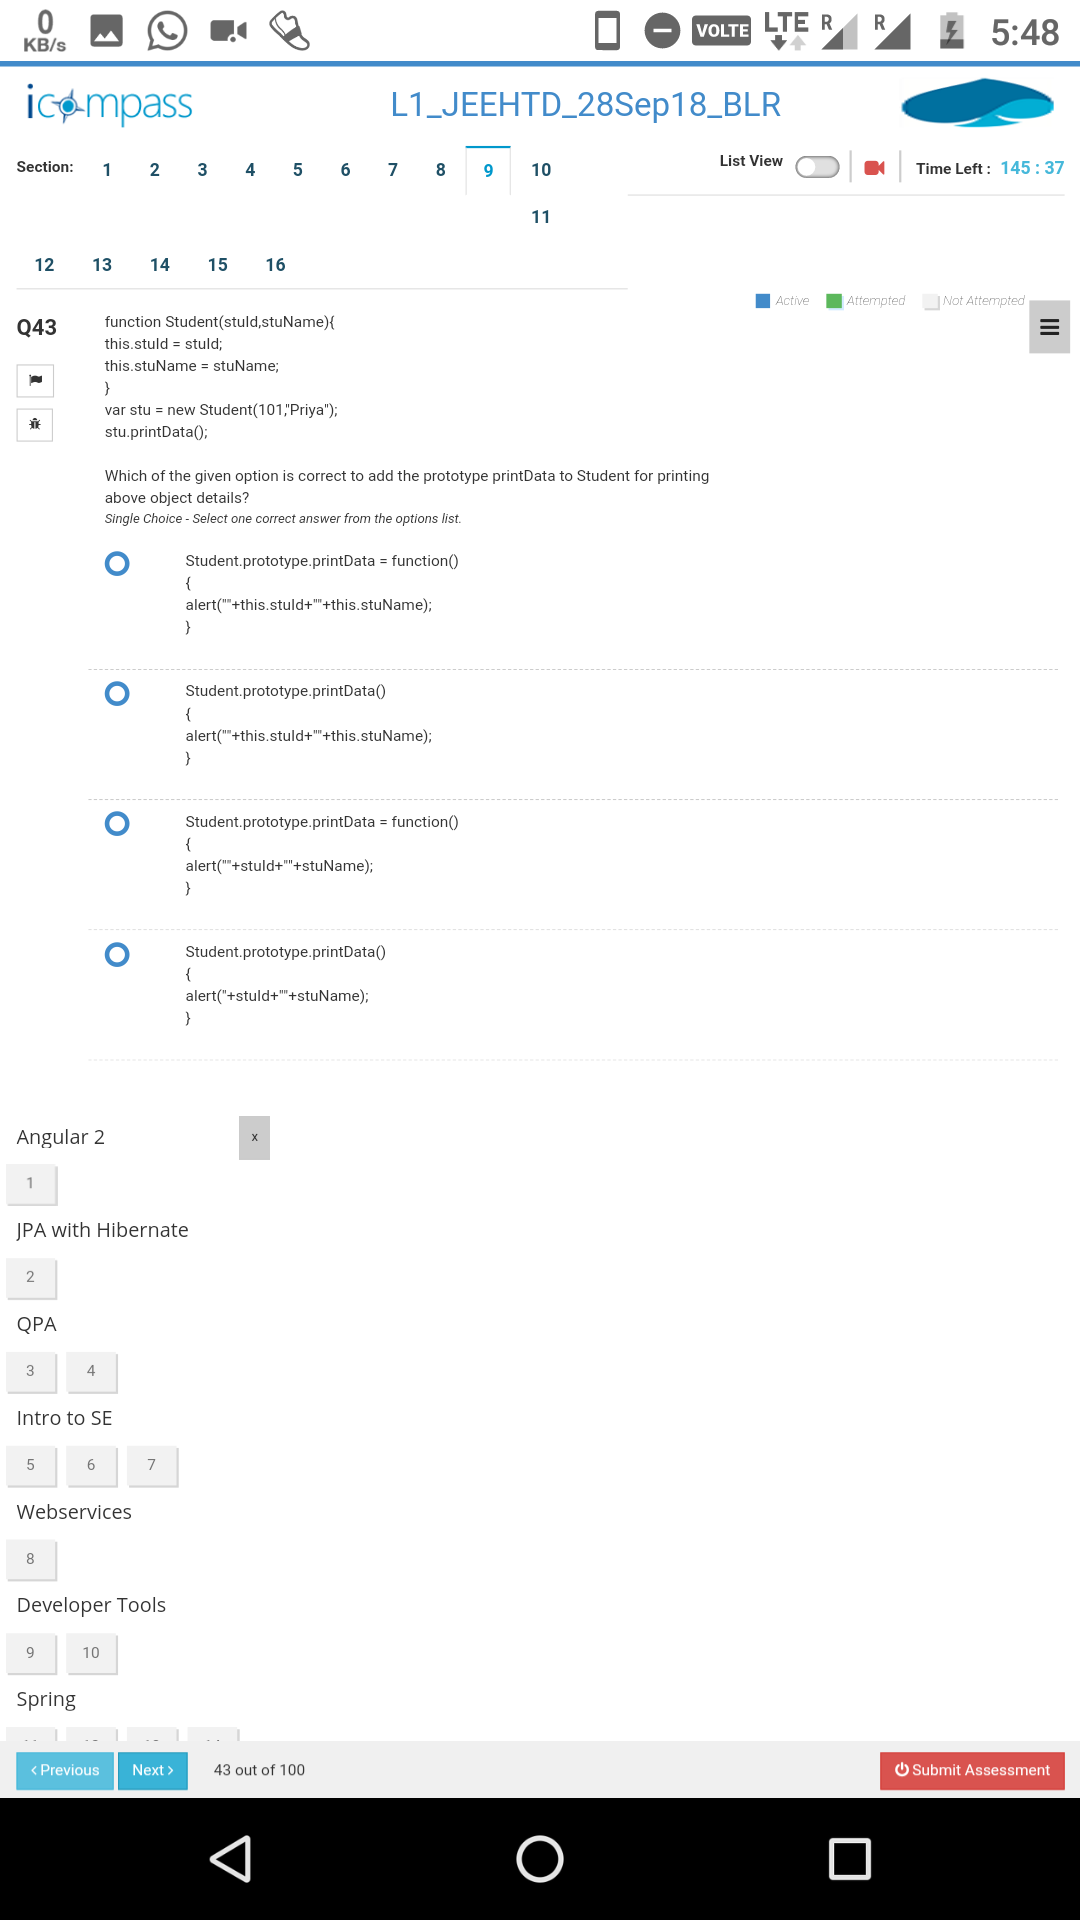 0
KB/s
VOLTE
LTE
R
R
5:48
icompass
L1_JEEHTD_28Sep18_BLR
Section: 1 2 3 4 5 6 7 8 9 10
List View
Time Left : 145 : 37
11
12 13 14 15 16
Active Attempted Not Attempted
Q43
function Student(stuId,stuName){
this.stuId = stuId;
this.stuName = stuName;
}
var stu = new Student(101,"Priya");
stu.printData();
Which of the given option is correct to add the prototype printData to Student for printing
above object details?
Single Choice - Select one correct answer from the options list.
Student.prototype.printData = function()
{
alert(""+this.stuId+""+this.stuName);
}
Student.prototype.printData()
{
alert(""+this.stuId+""+this.stuName);
}
Student.prototype.printData = function()
{
alert(""+stuId+""+stuName);
}
Student.prototype.printData()
{
alert("+stuId+""+stuName);
}
Angular 2
x
1
JPA with Hibernate
2
QPA
3 4
Intro to SE
5 6 7
Webservices
8
Developer Tools
9 10
Spring
‹ Previous
Next ›
43 out of 100
Submit Assessment